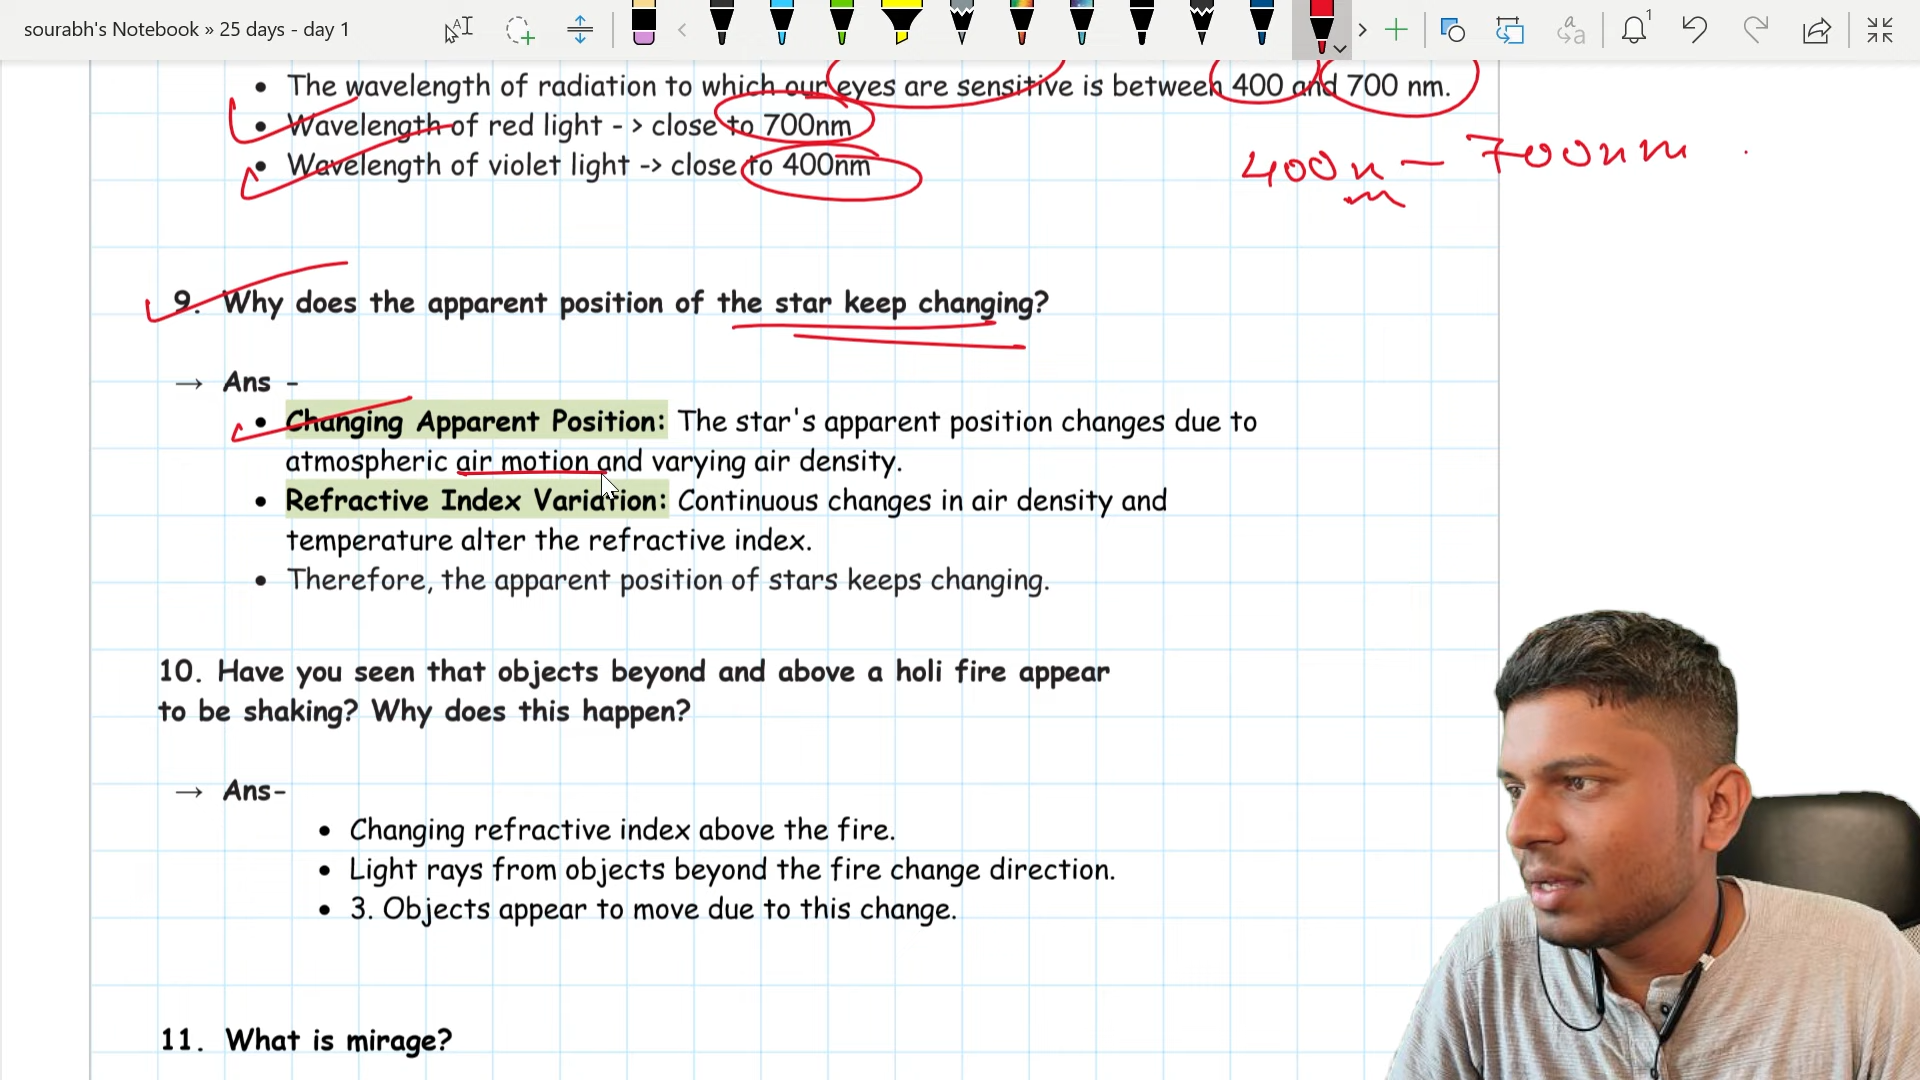 sourabh's Notebook » 25 days - day 1
1
• The wavelength of radiation to which our eyes are sensitive is between 400 and 700 nm.
• Wavelength of red light - > close to 700nm
• Wavelength of violet light -> close to 400nm
400n m – 700nm
9. Why does the apparent position of the star keep changing?
→ Ans -
• Changing Apparent Position: The star's apparent position changes due to
atmospheric air motion and varying air density.
• Refractive Index Variation: Continuous changes in air density and
temperature alter the refractive index.
• Therefore, the apparent position of stars keeps changing.
10. Have you seen that objects beyond and above a holi fire appear
to be shaking? Why does this happen?
→ Ans-
• Changing refractive index above the fire.
• Light rays from objects beyond the fire change direction.
• 3. Objects appear to move due to this change.
11. What is mirage?